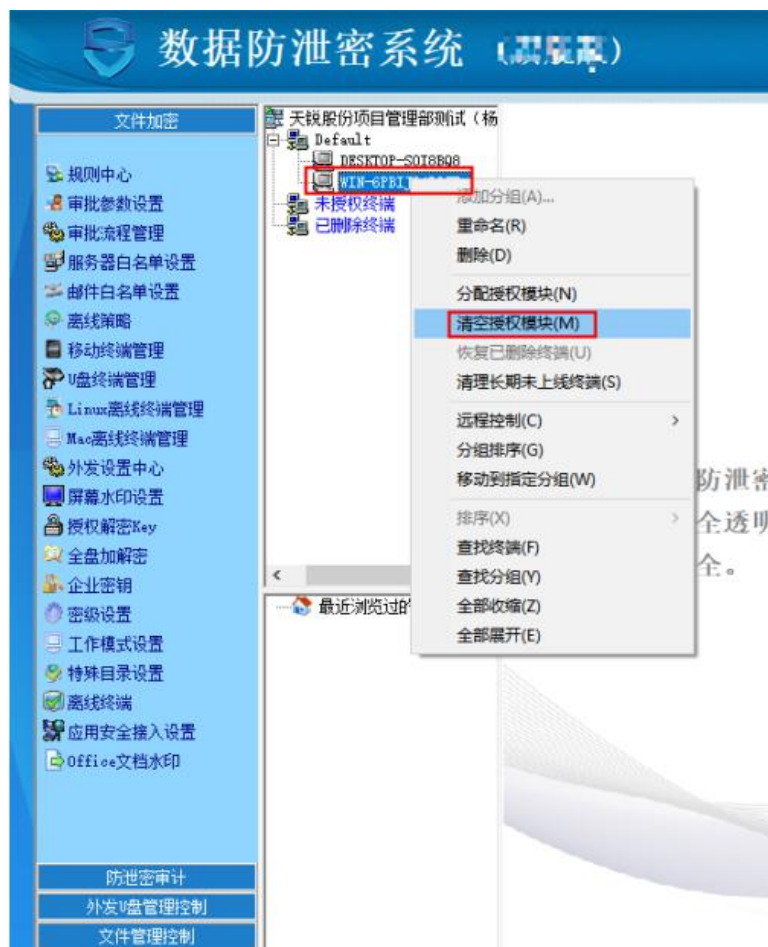 数据防泄密系统
文件加密
规则中心
审批参数设置
审批流程管理
服务器白名单设置
邮件白名单设置
离线策略
移动终端管理
U盘终端管理
Linux离线终端管理
Mac离线终端管理
外发设置中心
屏幕水印设置
授权解密Key
全盘加解密
企业密钥
密级设置
工作模式设置
特殊目录设置
离线终端
应用安全接入设置
Office文档水印
防泄密审计
外发U盘管理控制
文件管理控制
天锐股份项目管理部测试（杨
Default
DESKTOP-SOI8BQ8
WIN-6PBI
未授权终端
已删除终端
最近浏览过的
添加分组(A)...
重命名(R)
删除(D)
分配授权模块(N)
清空授权模块(M)
恢复已删除终端(U)
清理长期未上线终端(S)
远程控制(C)
分组排序(G)
移动到指定分组(W)
排序(X)
查找终端(F)
查找分组(Y)
全部收缩(Z)
全部展开(E)
防泄密
全透明
全。